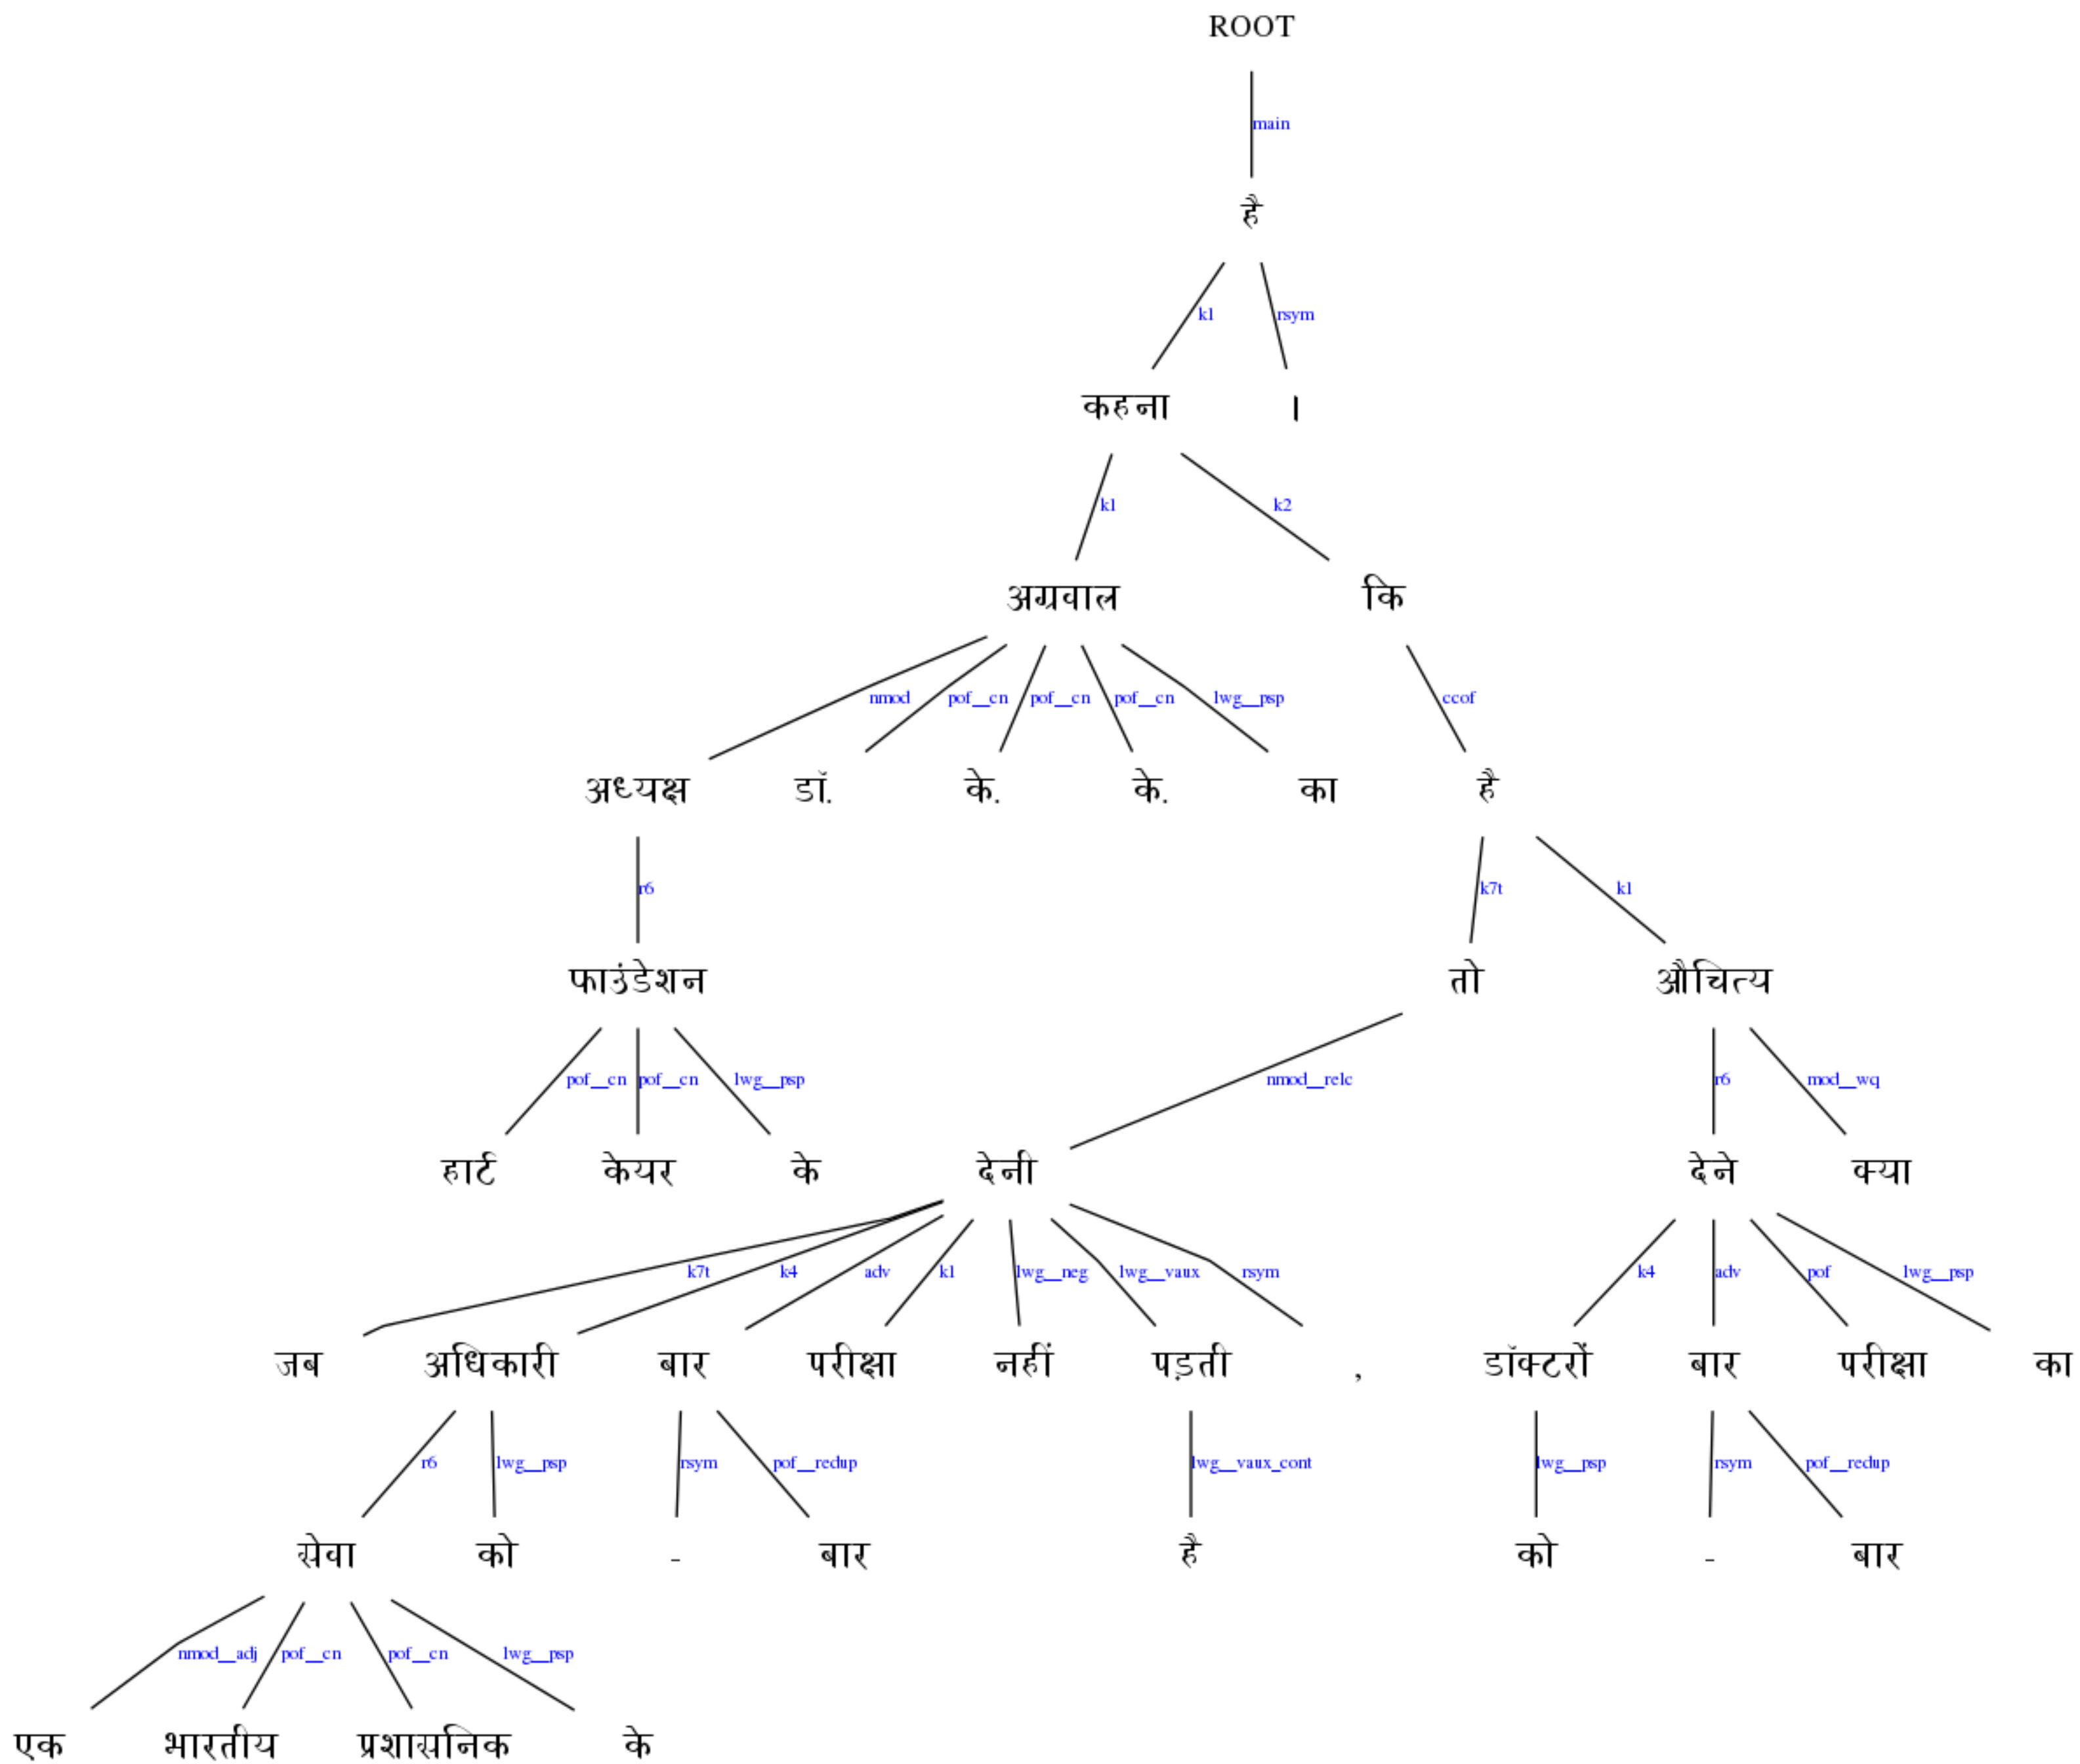 ROOT
main
है
k1 rsym
कहना ।
k1 k2
अग्रवाल कि
nmod pof__cn pof__cn pof__cn lwg__psp ccof
अध्यक्ष डॉ. के. के. का है
r6 k7t k1
फाउंडेशन तो औचित्य
pof__cn pof__cn lwg__psp nmod__relc r6 mod__wq
हार्ट केयर के देनी देने क्या
k7t k4 adv k1 lwg__neg lwg__vaux rsym k4 adv pof lwg__psp
जब अधिकारी बार परीक्षा नहीं पड़ती , डॉक्टरों बार परीक्षा का
r6 lwg__psp rsym pof__redup lwg__vaux_cont lwg__psp rsym pof__redup
सेवा को - बार है को - बार
nmod__adj pof__cn pof__cn lwg__psp
एक भारतीय प्रशासनिक के